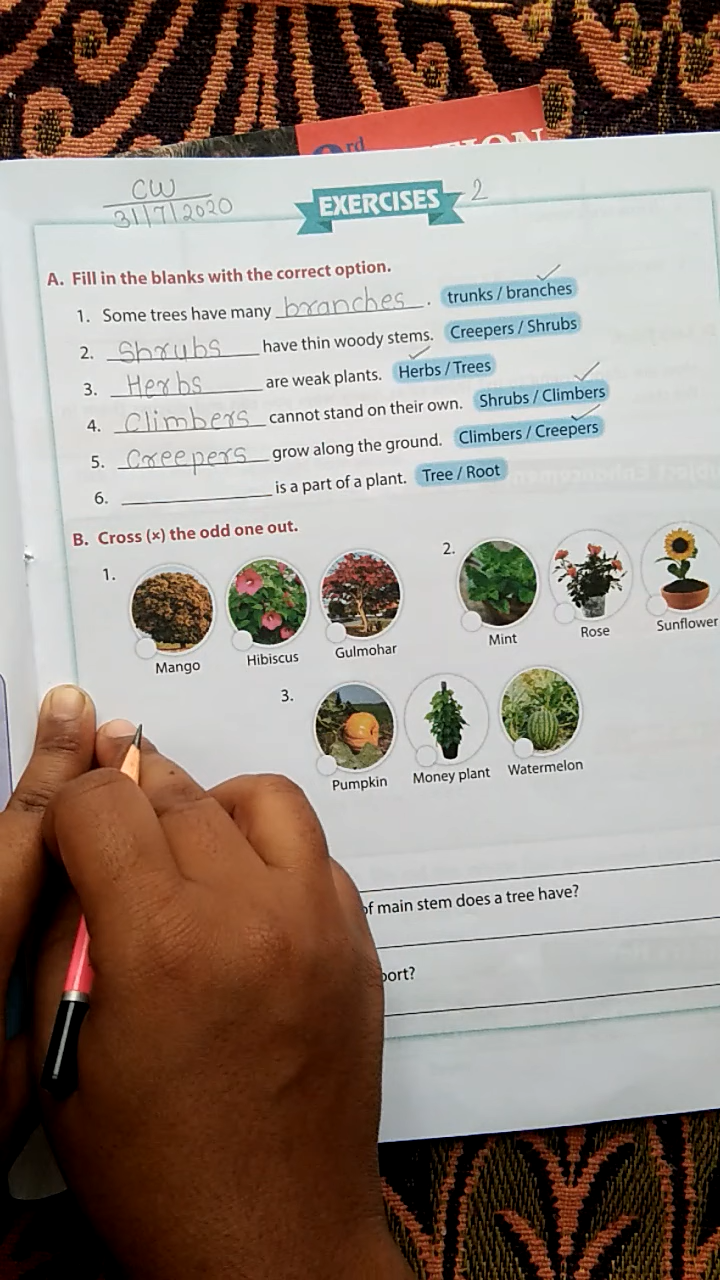 rd
ION
CW
31/7/2020
EXERCISES 2
A. Fill in the blanks with the correct option.
1. Some trees have many branches. trunks / branches
2. Shrubs have thin woody stems. Creepers / Shrubs
3. Herbs are weak plants. Herbs / Trees
4. Climbers cannot stand on their own. Shrubs / Climbers
5. Creepers grow along the ground. Climbers / Creepers
6. ____________ is a part of a plant. Tree / Root
B. Cross (×) the odd one out.
1.
Mango Hibiscus Gulmohar
2.
Mint Rose Sunflower
3.
Pumpkin Money plant Watermelon
of main stem does a tree have?
port?